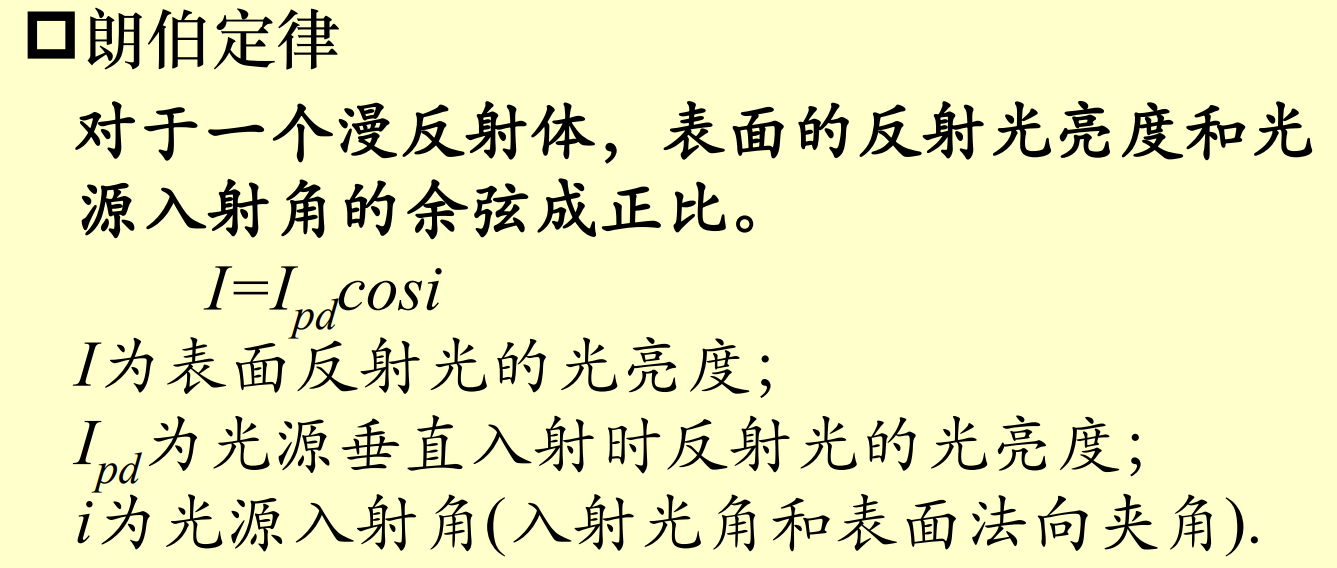 朗伯定律
对于一个漫反射体，表面的反射光亮度和光
源入射角的余弦成正比。
I=I_pd cosi
I为表面反射光的光亮度；
I_pd为光源垂直入射时反射光的光亮度；
i为光源入射角(入射光角和表面法向夹角).